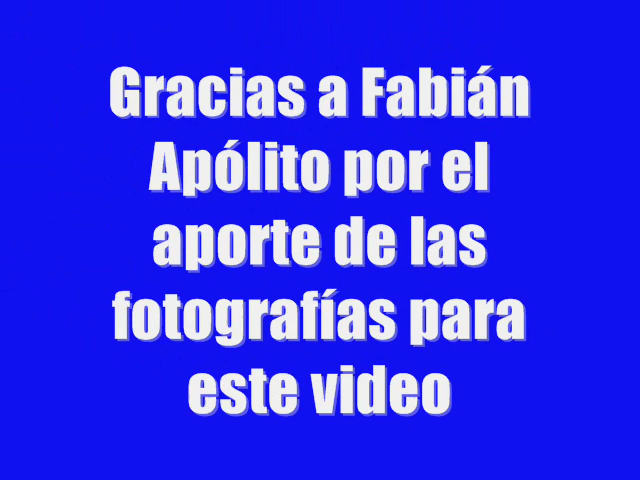 Gracias a Fabián
Apólito por el
aporte de las
fotografías para
este video